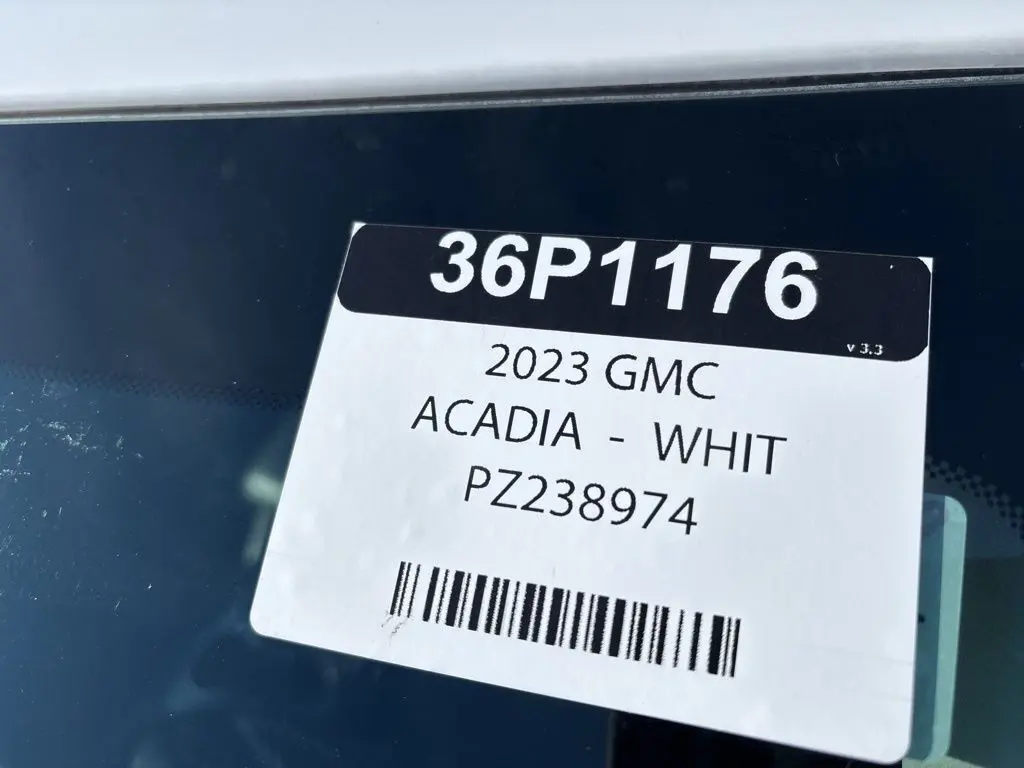 36P1176
v 3.3
2023 GMC
ACADIA - WHIT
PZ238974